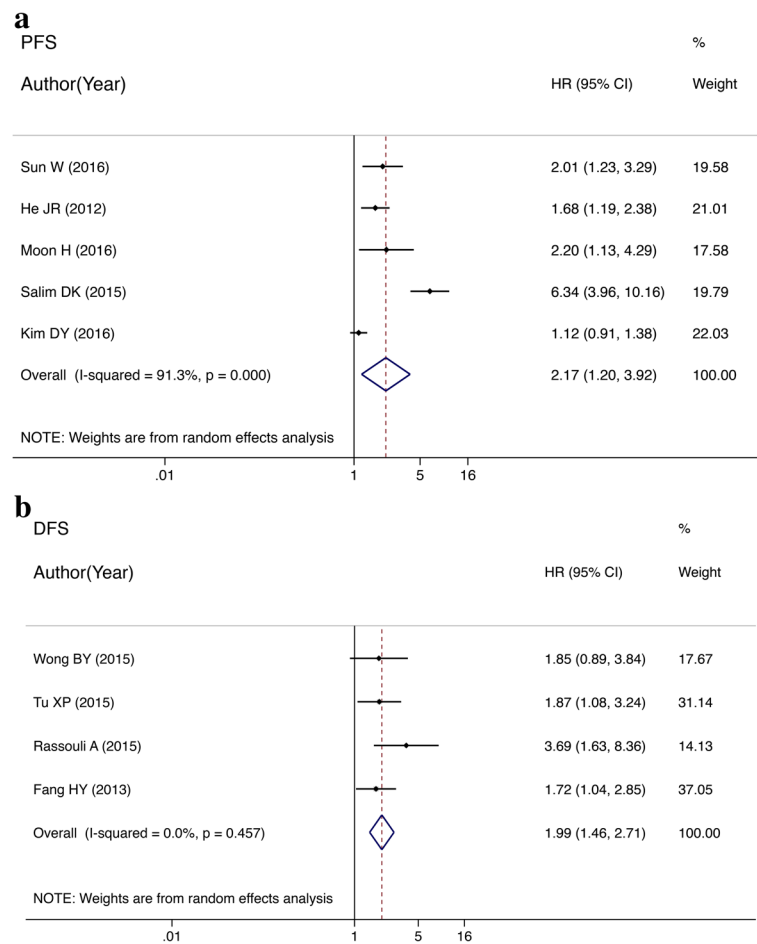 a
PFS %
Author(Year) HR (95% CI) Weight
Sun W (2016) 2.01 (1.23, 3.29) 19.58
He JR (2012) 1.68 (1.19, 2.38) 21.01
Moon H (2016) 2.20 (1.13, 4.29) 17.58
Salim DK (2015) 6.34 (3.96, 10.16) 19.79
Kim DY (2016) 1.12 (0.91, 1.38) 22.03
Overall (I-squared = 91.3%, p = 0.000) 2.17 (1.20, 3.92) 100.00
NOTE: Weights are from random effects analysis
.01 1 5 16
b
DFS %
Author(Year) HR (95% CI) Weight
Wong BY (2015) 1.85 (0.89, 3.84) 17.67
Tu XP (2015) 1.87 (1.08, 3.24) 31.14
Rassouli A (2015) 3.69 (1.63, 8.36) 14.13
Fang HY (2013) 1.72 (1.04, 2.85) 37.05
Overall (I-squared = 0.0%, p = 0.457) 1.99 (1.46, 2.71) 100.00
NOTE: Weights are from random effects analysis
.01 1 5 16